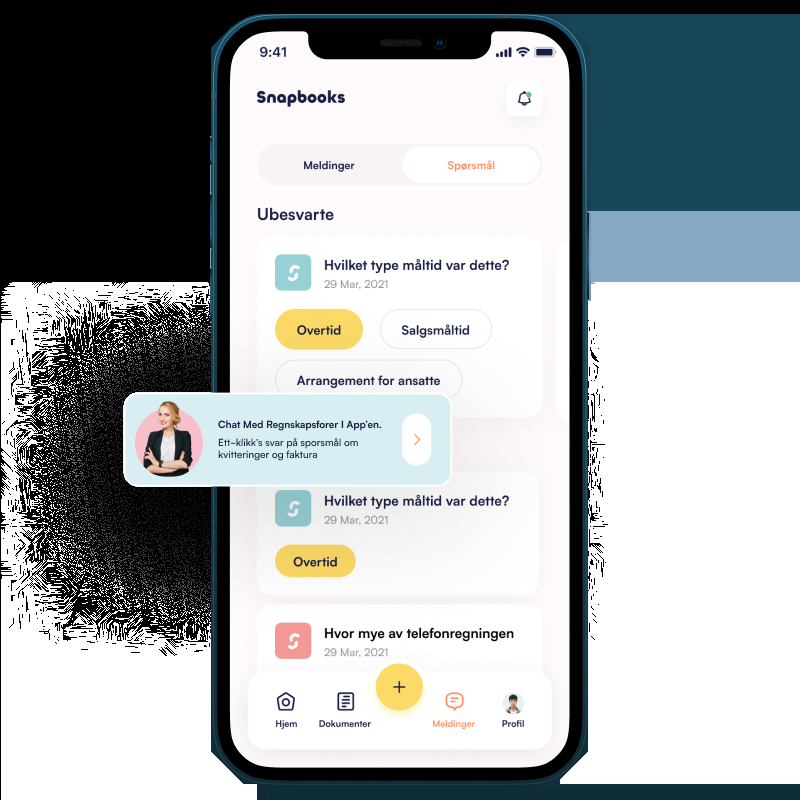 9:41
Snapbooks
Meldinger
Spørsmål
Ubesvarte
Hvilket type måltid var dette?
29 Mar, 2021
Overtid
Salgsmåltid
Arrangement for ansatte
Chat Med Regnskapsforer I App'en.
Ett-klikk's svar på sporsmål om
kvitteringer og faktura
Hvilket type måltid var dette?
29 Mar, 2021
Overtid
Hvor mye av telefonregningen
29 Mar, 2021
Hjem
Dokumenter
Meldinger
Profil